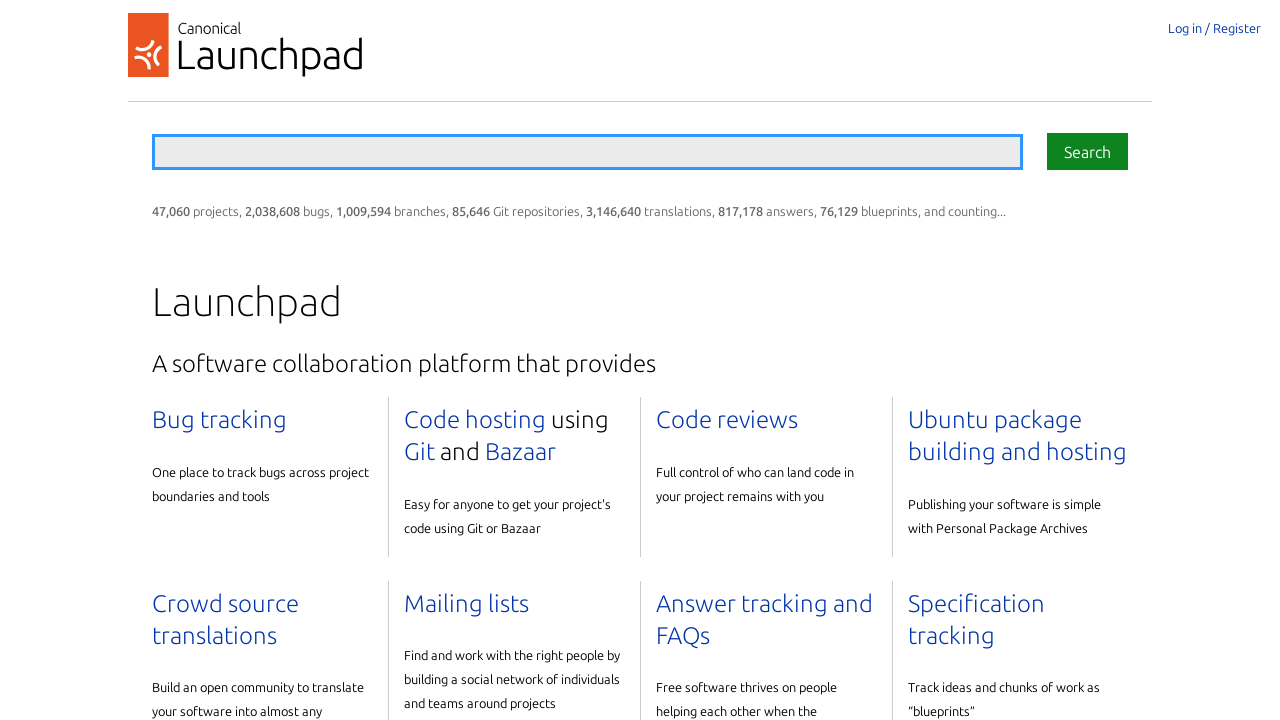 Canonical
Launchpad
Log in / Register
Search
47,060 projects, 2,038,608 bugs, 1,009,594 branches, 85,646 Git repositories, 3,146,640 translations, 817,178 answers, 76,129 blueprints, and counting...
Launchpad
A software collaboration platform that provides
Bug tracking
One place to track bugs across project
boundaries and tools
Code hosting using
Git and Bazaar
Easy for anyone to get your project's
code using Git or Bazaar
Code reviews
Full control of who can land code in
your project remains with you
Ubuntu package
building and hosting
Publishing your software is simple
with Personal Package Archives
Crowd source
translations
Build an open community to translate
your software into almost any
Mailing lists
Find and work with the right people by
building a social network of individuals
and teams around projects
Answer tracking and
FAQs
Free software thrives on people
helping each other when the
Specification
tracking
Track ideas and chunks of work as
“blueprints“